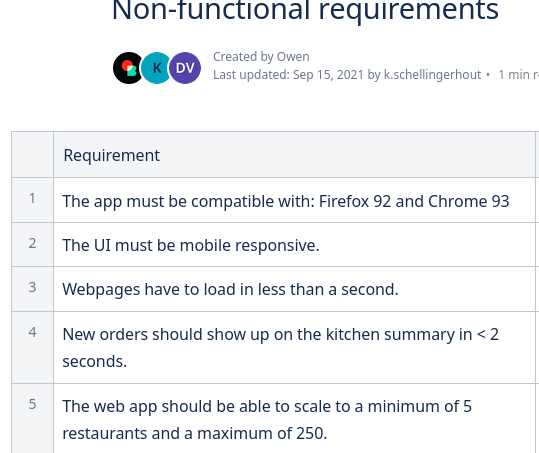 Non-functional requirements
Created by Owen
K
DV
Last updated: Sep 15, 2021 by k.schellingerhout • 1 min
Requirement
1
The app must be compatible with: Firefox 92 and Chrome 93
2
The UI must be mobile responsive.
3
Webpages have to load in less than a second.
4
New orders should show up on the kitchen summary in < 2
seconds.
5
The web app should be able to scale to a minimum of 5
restaurants and a maximum of 250.